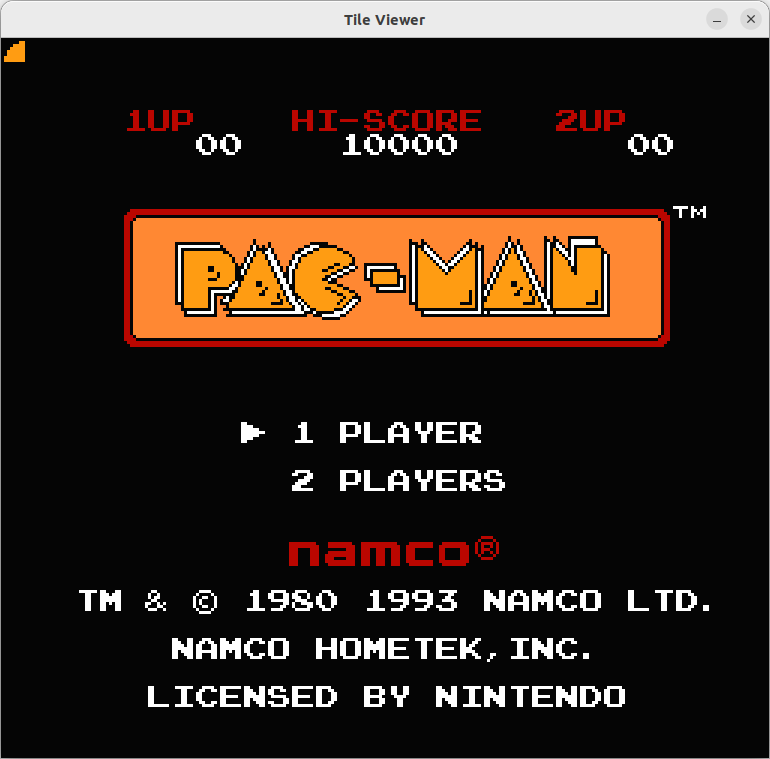 Tile Viewer
1UP HI-SCORE 2UP
00 10000 00
PAC-MAN TM
1 PLAYER
2 PLAYERS
namco®
TM & © 1980 1993 NAMCO LTD.
NAMCO HOMETEK,INC.
LICENSED BY NINTENDO